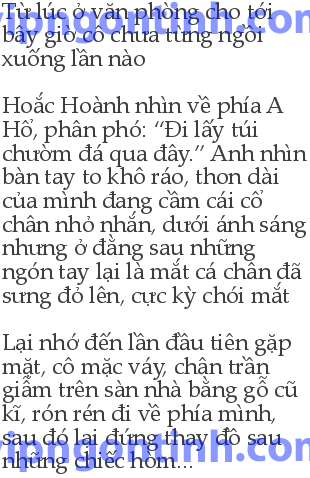 Từ lúc ở văn phòng cho tới
bây giờ cô chưa từng ngồi
xuống lần nào
Hoắc Hoành nhìn về phía A
Hổ, phân phó: “Đi lấy túi
chườm đá qua đây.” Anh nhìn
bàn tay to khô ráo, thon dài
của mình đang cầm cái cổ
chân nhỏ nhắn, dưới ánh sáng
nhưng ở đằng sau những
ngón tay lại là mắt cá chân đã
sưng đỏ lên, cực kỳ chói mắt
Lại nhớ đến lần đầu tiên gặp
mặt, cô mặc váy, chận trần
giẫm trên sàn nhà bằng gỗ cũ
kĩ, rón rén đi về phía mình,
sau đó lại đứng thay đồ sau
những chiếc hòm...
vipngontinh.com
vipngontinh.com